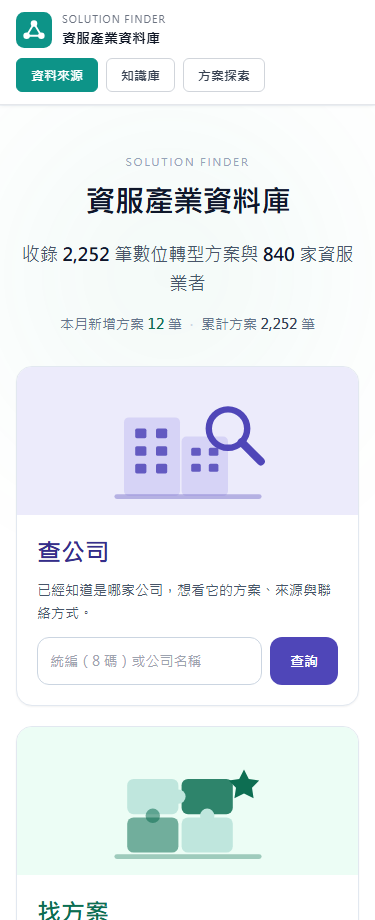 SOLUTION FINDER
資服產業資料庫
資料來源
知識庫
方案探索
SOLUTION FINDER
資服產業資料庫
收錄 2,252 筆數位轉型方案與 840 家資服
業者
本月新增方案 12 筆 · 累計方案 2,252 筆
查公司
已經知道是哪家公司，想看它的方案、來源與聯
絡方式。
統編（8 碼）或公司名稱
查詢
找方案